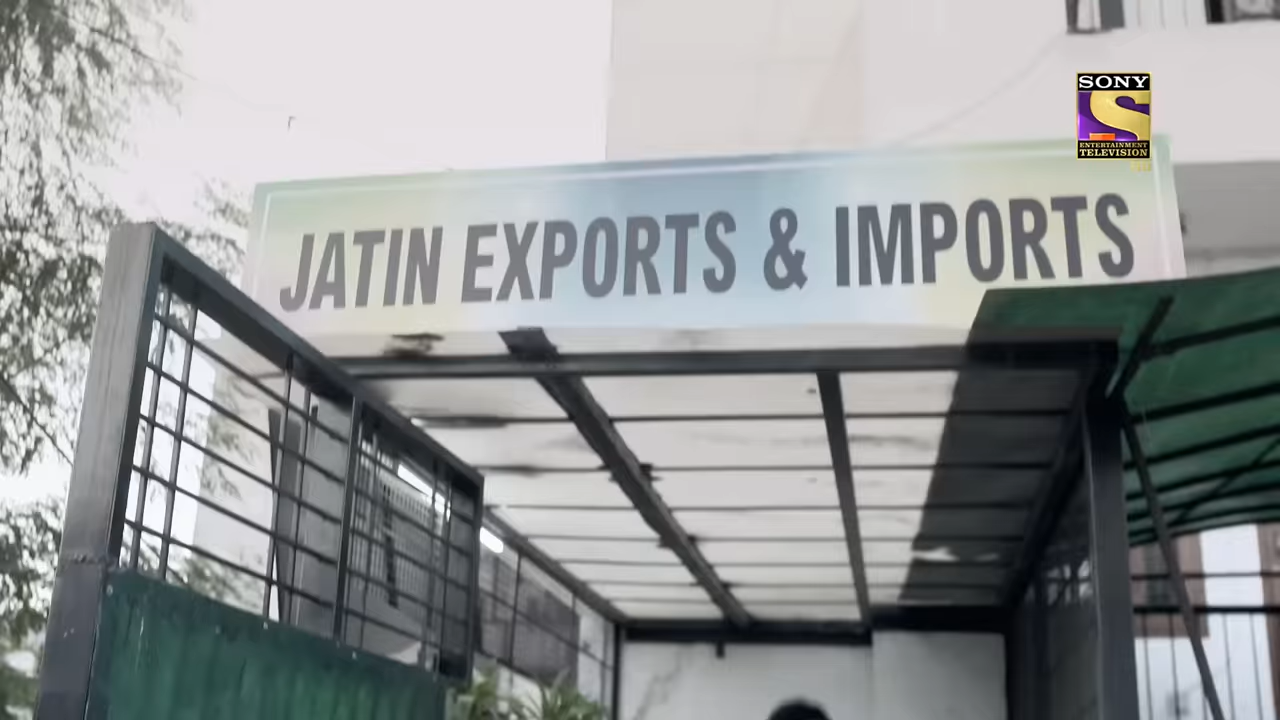 JATIN EXPORTS & IMPORTS
SONY
ENTERTAINMENT
TELEVISION